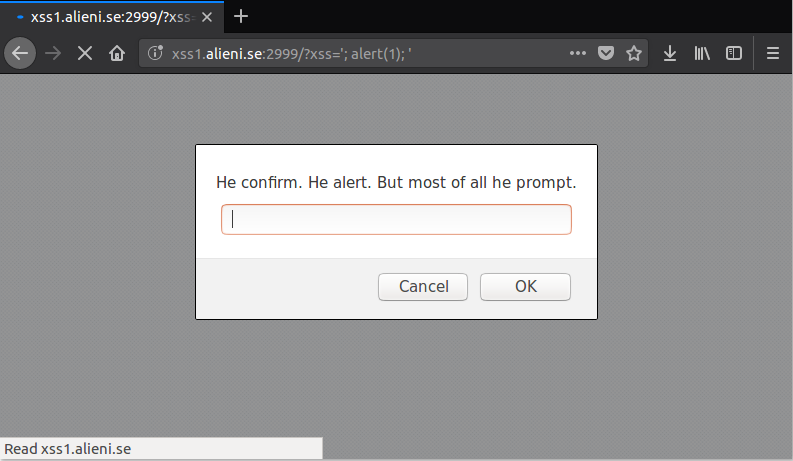 xss1.alieni.se:2999/?xss=
xss1.alieni.se:2999/?xss='; alert(1); '
He confirm. He alert. But most of all he prompt.
Cancel
OK
Read xss1.alieni.se